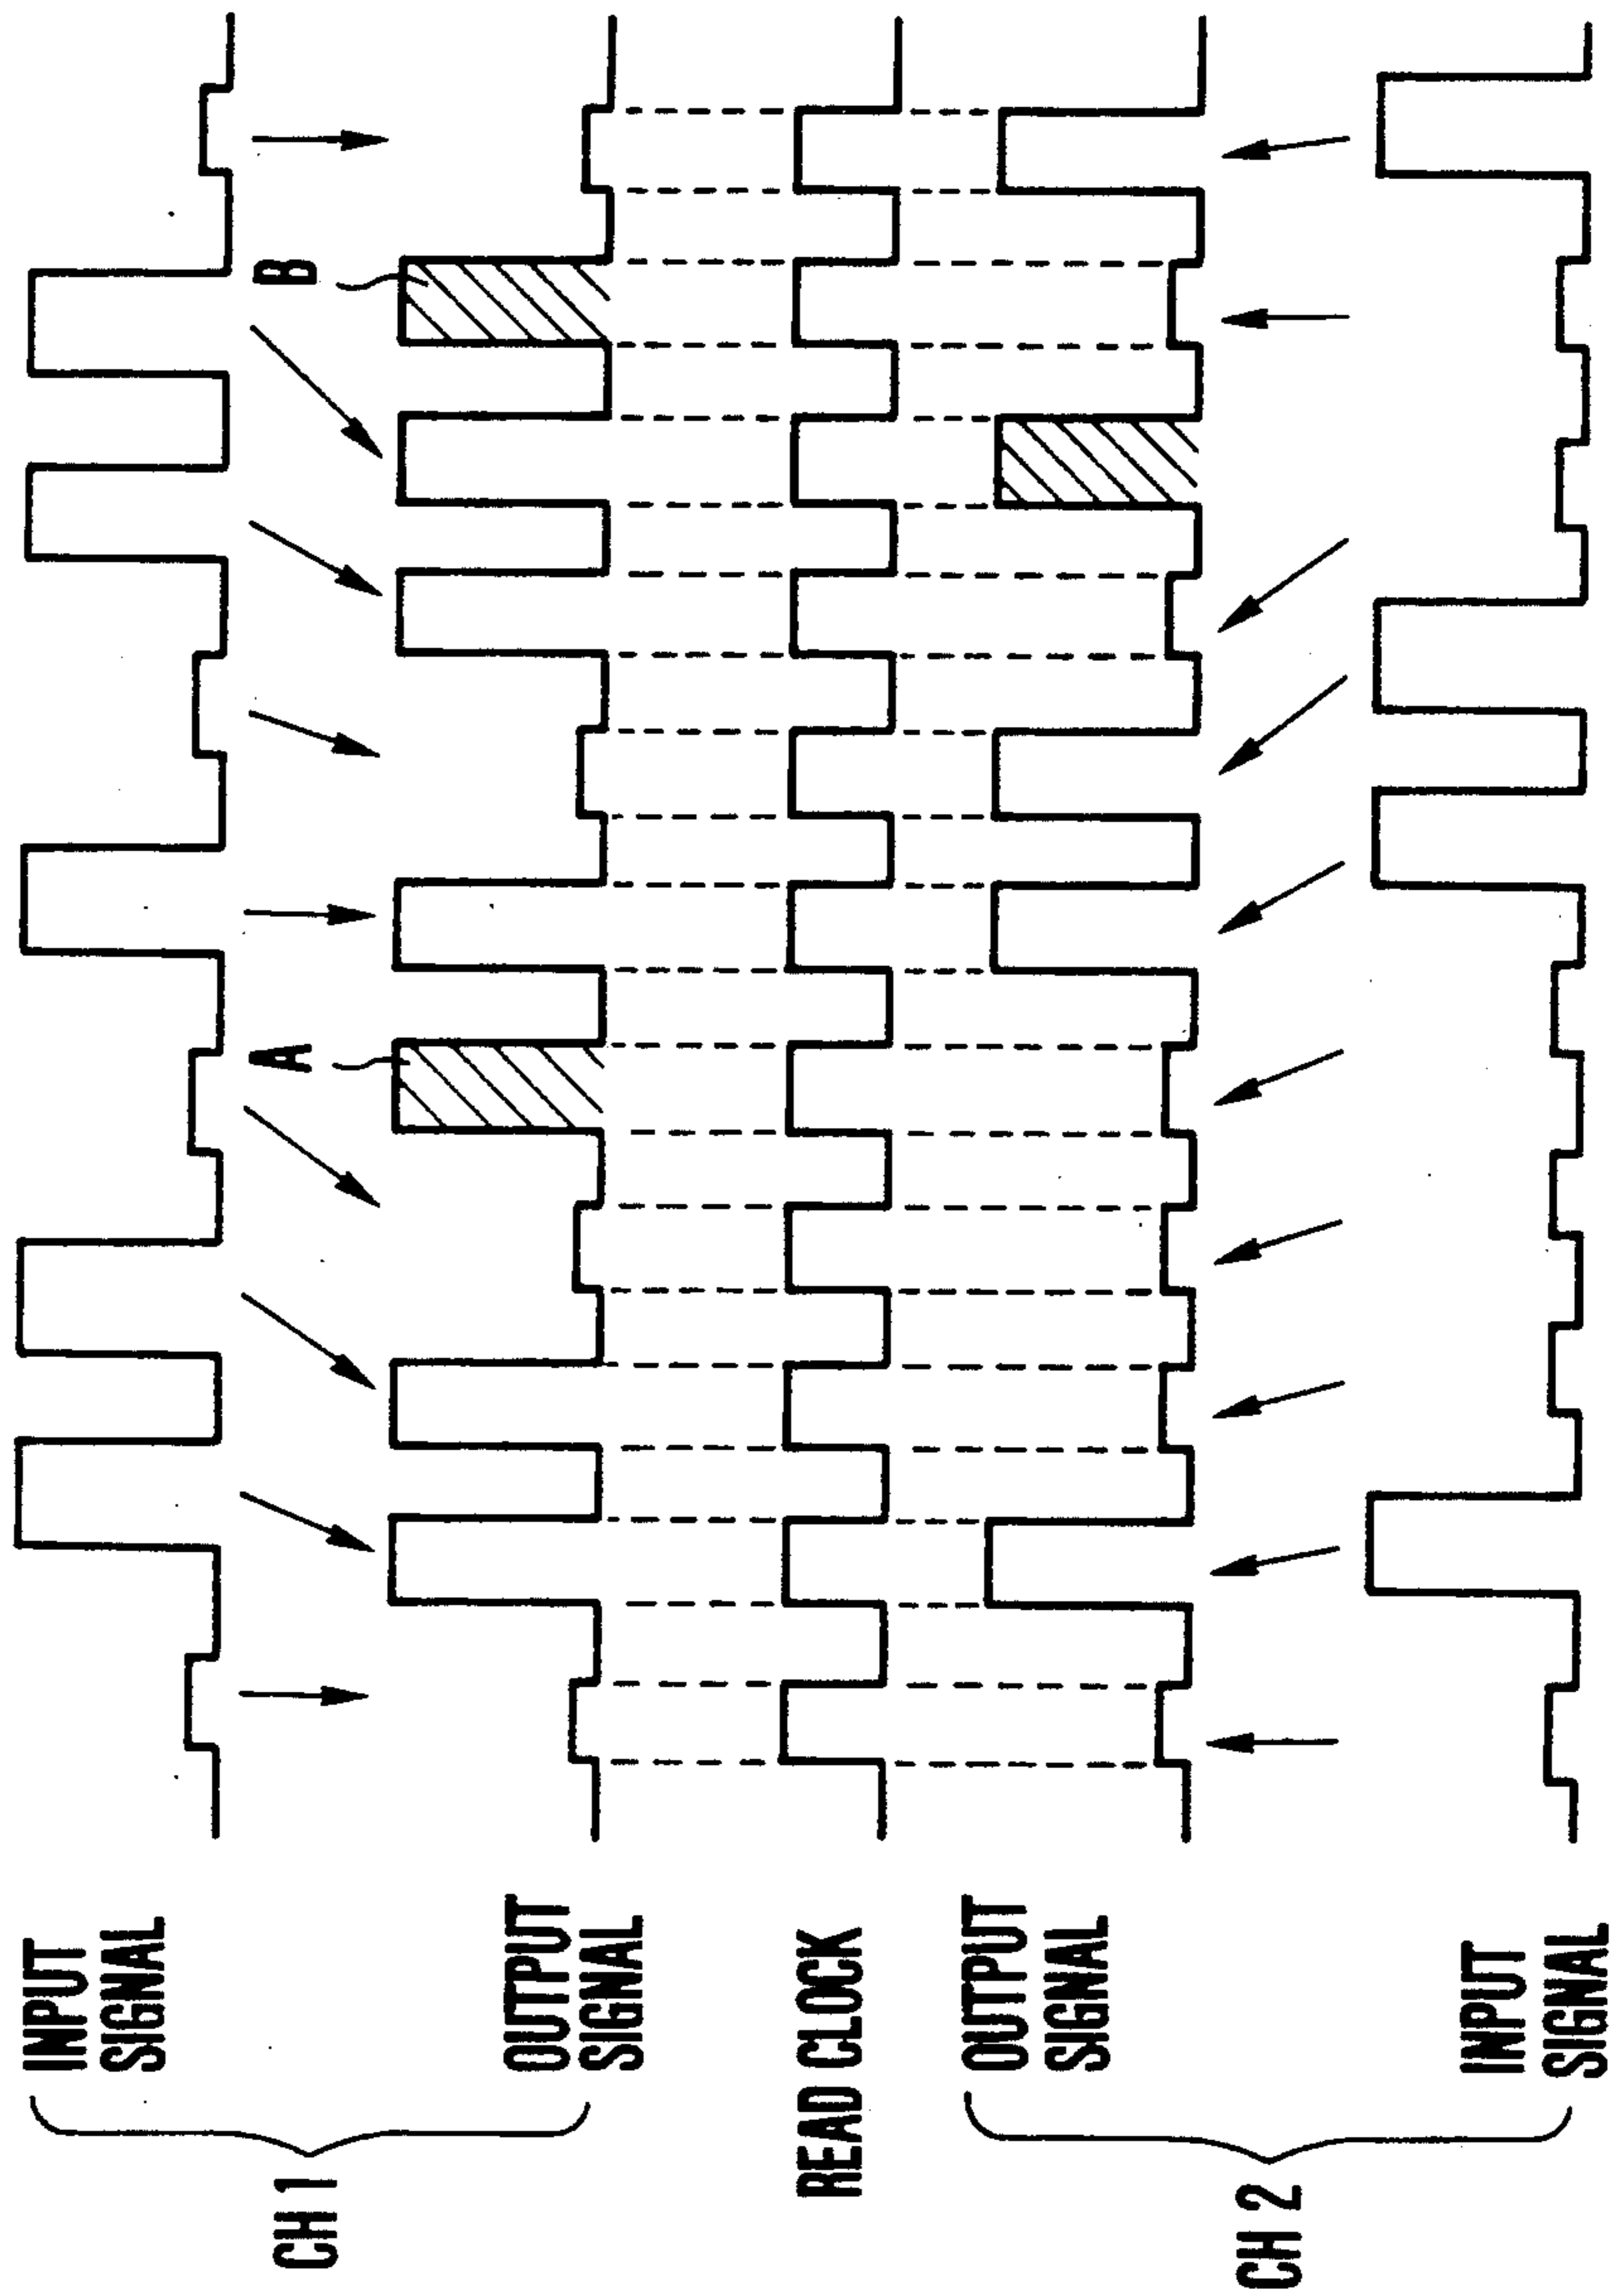 CH 1
INPUT
SIGNAL
A
B
OUTPUT
SIGNAL
READ CLOCK
CH 2
OUTPUT
SIGNAL
INPUT
SIGNAL